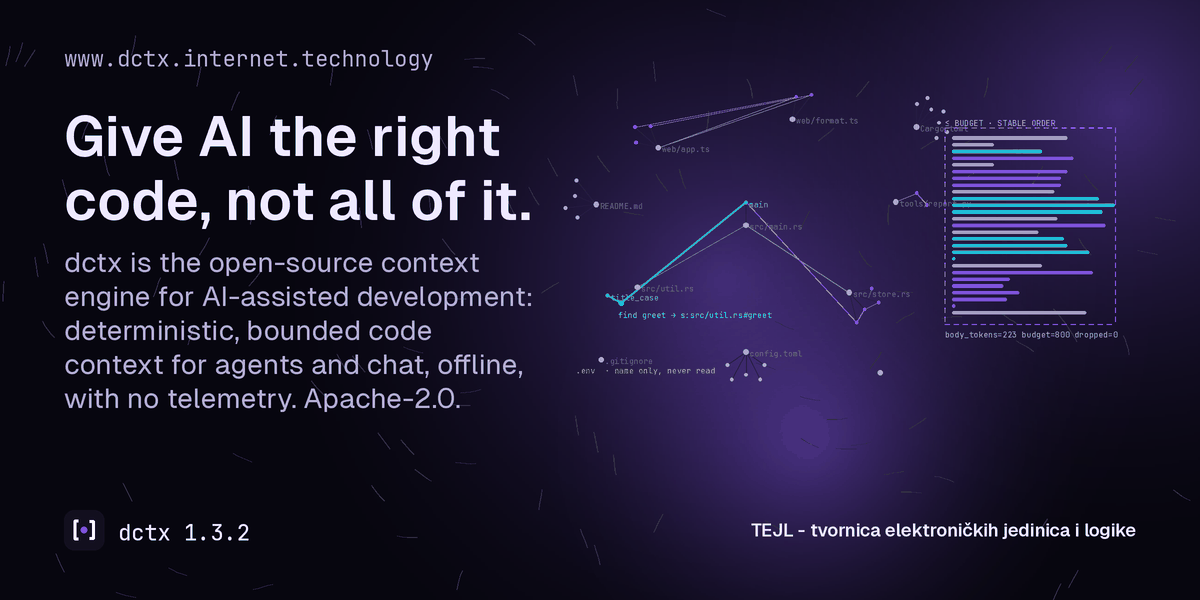 www.dctx.internet.technology
Give AI the right
code, not all of it.
dctx is the open-source context
engine for AI-assisted development:
deterministic, bounded code
context for agents and chat, offline,
with no telemetry. Apache-2.0.
web/format.ts
web/app.ts
README.md
main
src/main.rs
src/util.rs
title_case
find greet → s:src/util.rs#greet
src/store.rs
.gitignore
.env · name only, never read
config.toml
≤ BUDGET · STABLE ORDER
body_tokens=223 budget=800 dropped=0
dctx 1.3.2
TEJL - tvornica elektroničkih jedinica i logike